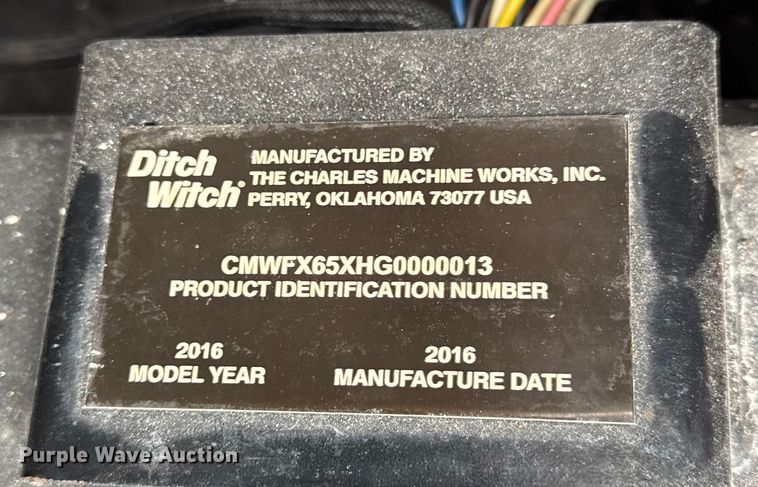 Ditch Witch®
MANUFACTURED BY
THE CHARLES MACHINE WORKS, INC.
PERRY, OKLAHOMA 73077 USA
CMWFX65XHG0000013
PRODUCT IDENTIFICATION NUMBER
2016
MODEL YEAR
2016
MANUFACTURE DATE
Purple Wave Auction